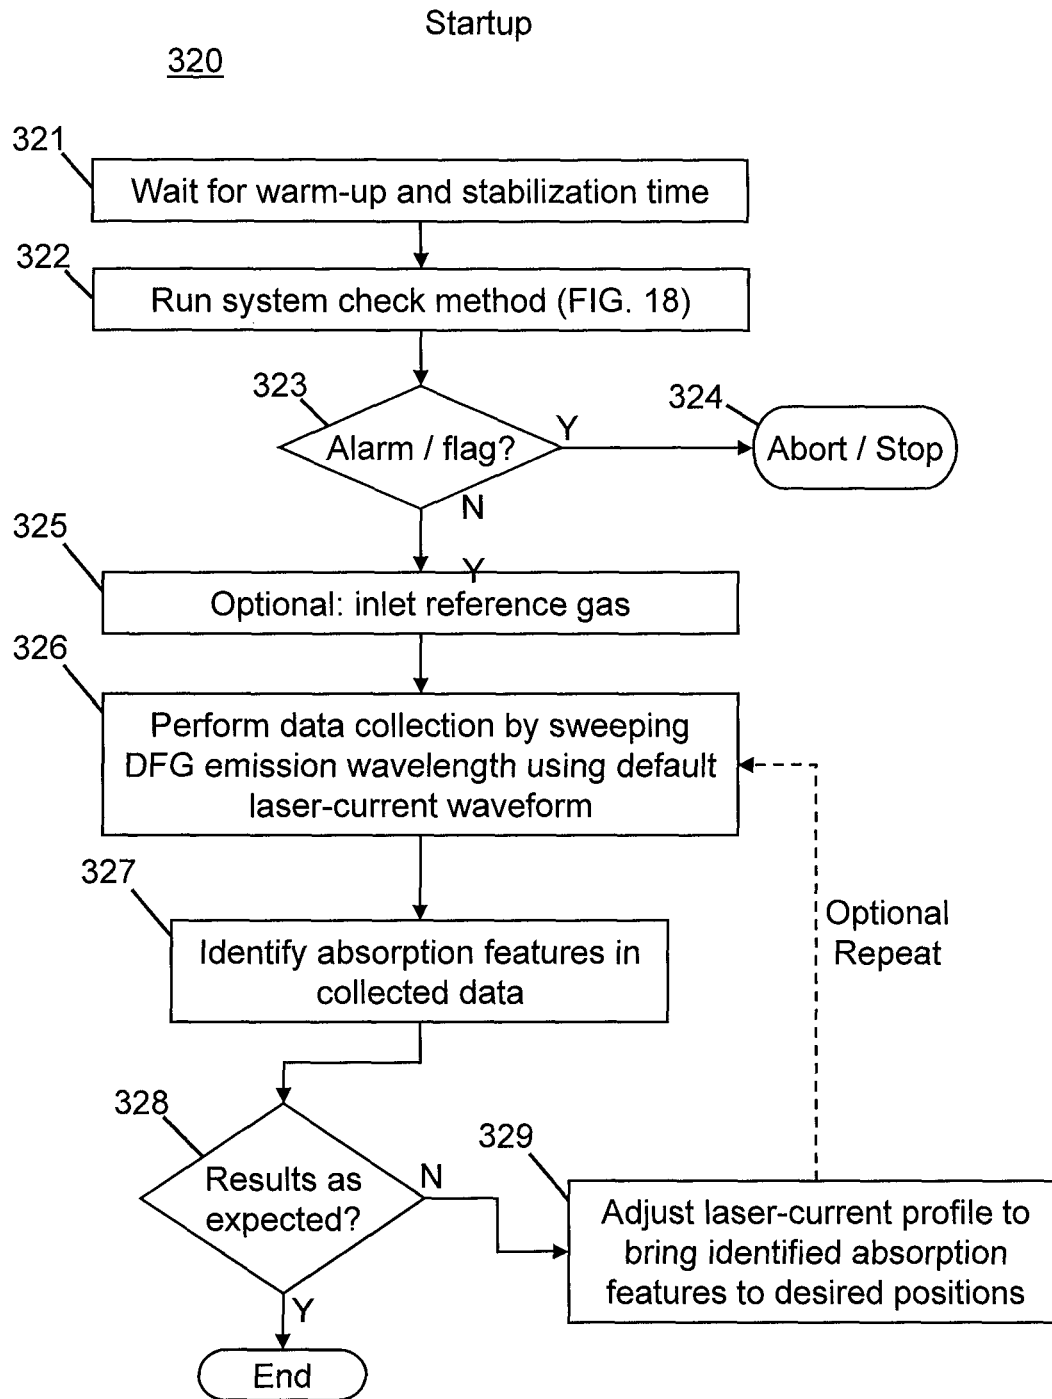 Startup
320
321
Wait for warm-up and stabilization time
322
Run system check method (FIG. 18)
323
Alarm / flag?
Y
324
Abort / Stop
N
325
Y
Optional: inlet reference gas
326
Perform data collection by sweeping
DFG emission wavelength using default
laser-current waveform
327
Identify absorption features in
collected data
Optional
Repeat
328
Results as
expected?
N
329
Adjust laser-current profile to
bring identified absorption
features to desired positions
Y
End